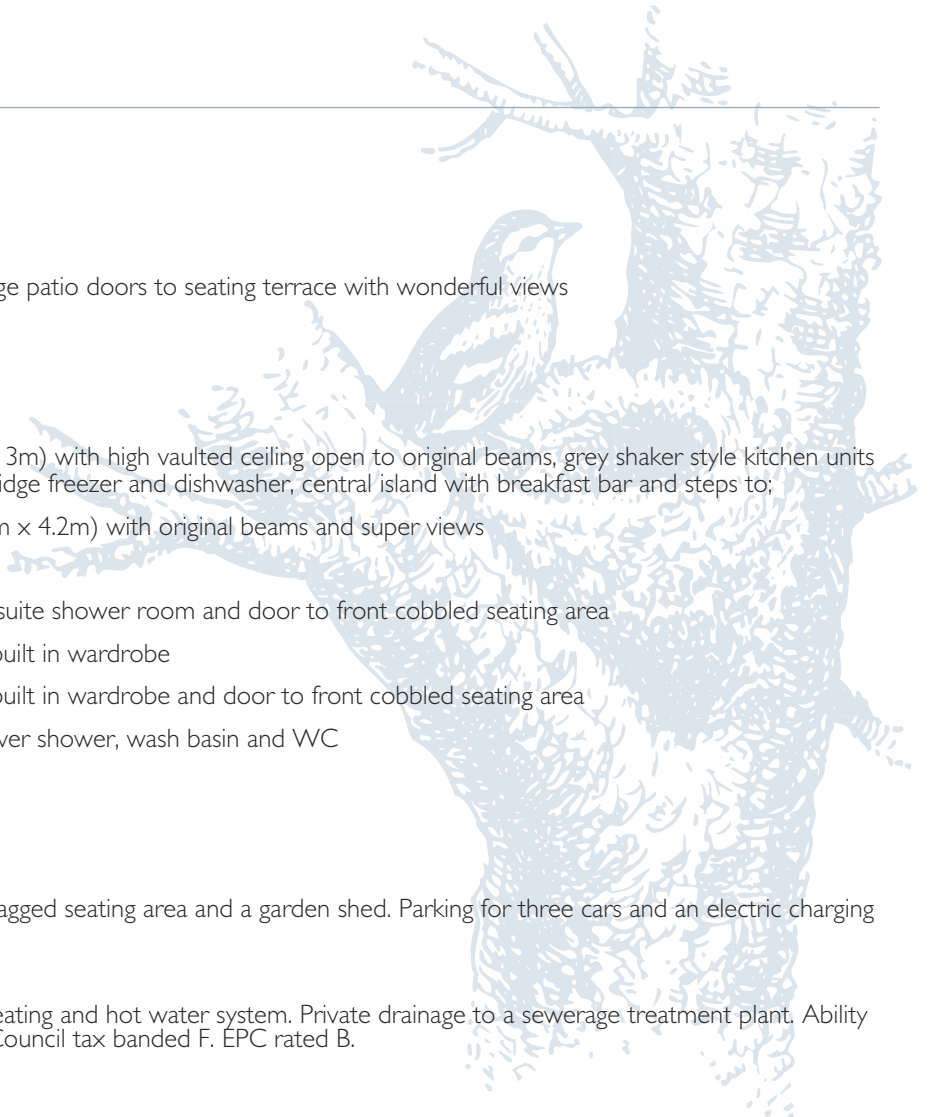 ge patio doors to seating terrace with wonderful views
3m) with high vaulted ceiling open to original beams, grey shaker style kitchen units
idge freezer and dishwasher, central island with breakfast bar and steps to;
m x 4.2m) with original beams and super views
suite shower room and door to front cobbled seating area
built in wardrobe
built in wardrobe and door to front cobbled seating area
ver shower, wash basin and WC
agged seating area and a garden shed. Parking for three cars and an electric charging
eating and hot water system. Private drainage to a sewerage treatment plant. Ability
Council tax banded F. EPC rated B.